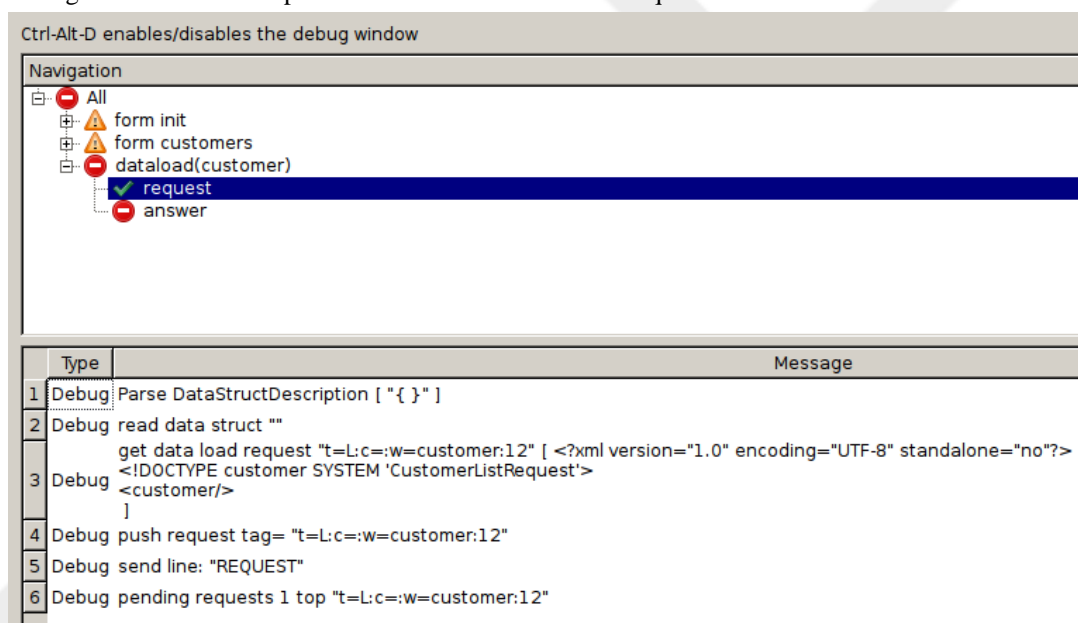 Ctrl-Alt-D enables/disables the debug window
Navigation
All
form init
form customers
dataload(customer)
request
answer
Type Message
1 Debug Parse DataStructDescription [ "{ }" ]
2 Debug read data struct ""
3 Debug get data load request "t=L:c=:w=customer:12" [ <?xml version="1.0" encoding="UTF-8" standalone="no"?>
<!DOCTYPE customer SYSTEM 'CustomerListRequest'>
<customer/>
]
4 Debug push request tag= "t=L:c=:w=customer:12"
5 Debug send line: "REQUEST"
6 Debug pending requests 1 top "t=L:c=:w=customer:12"